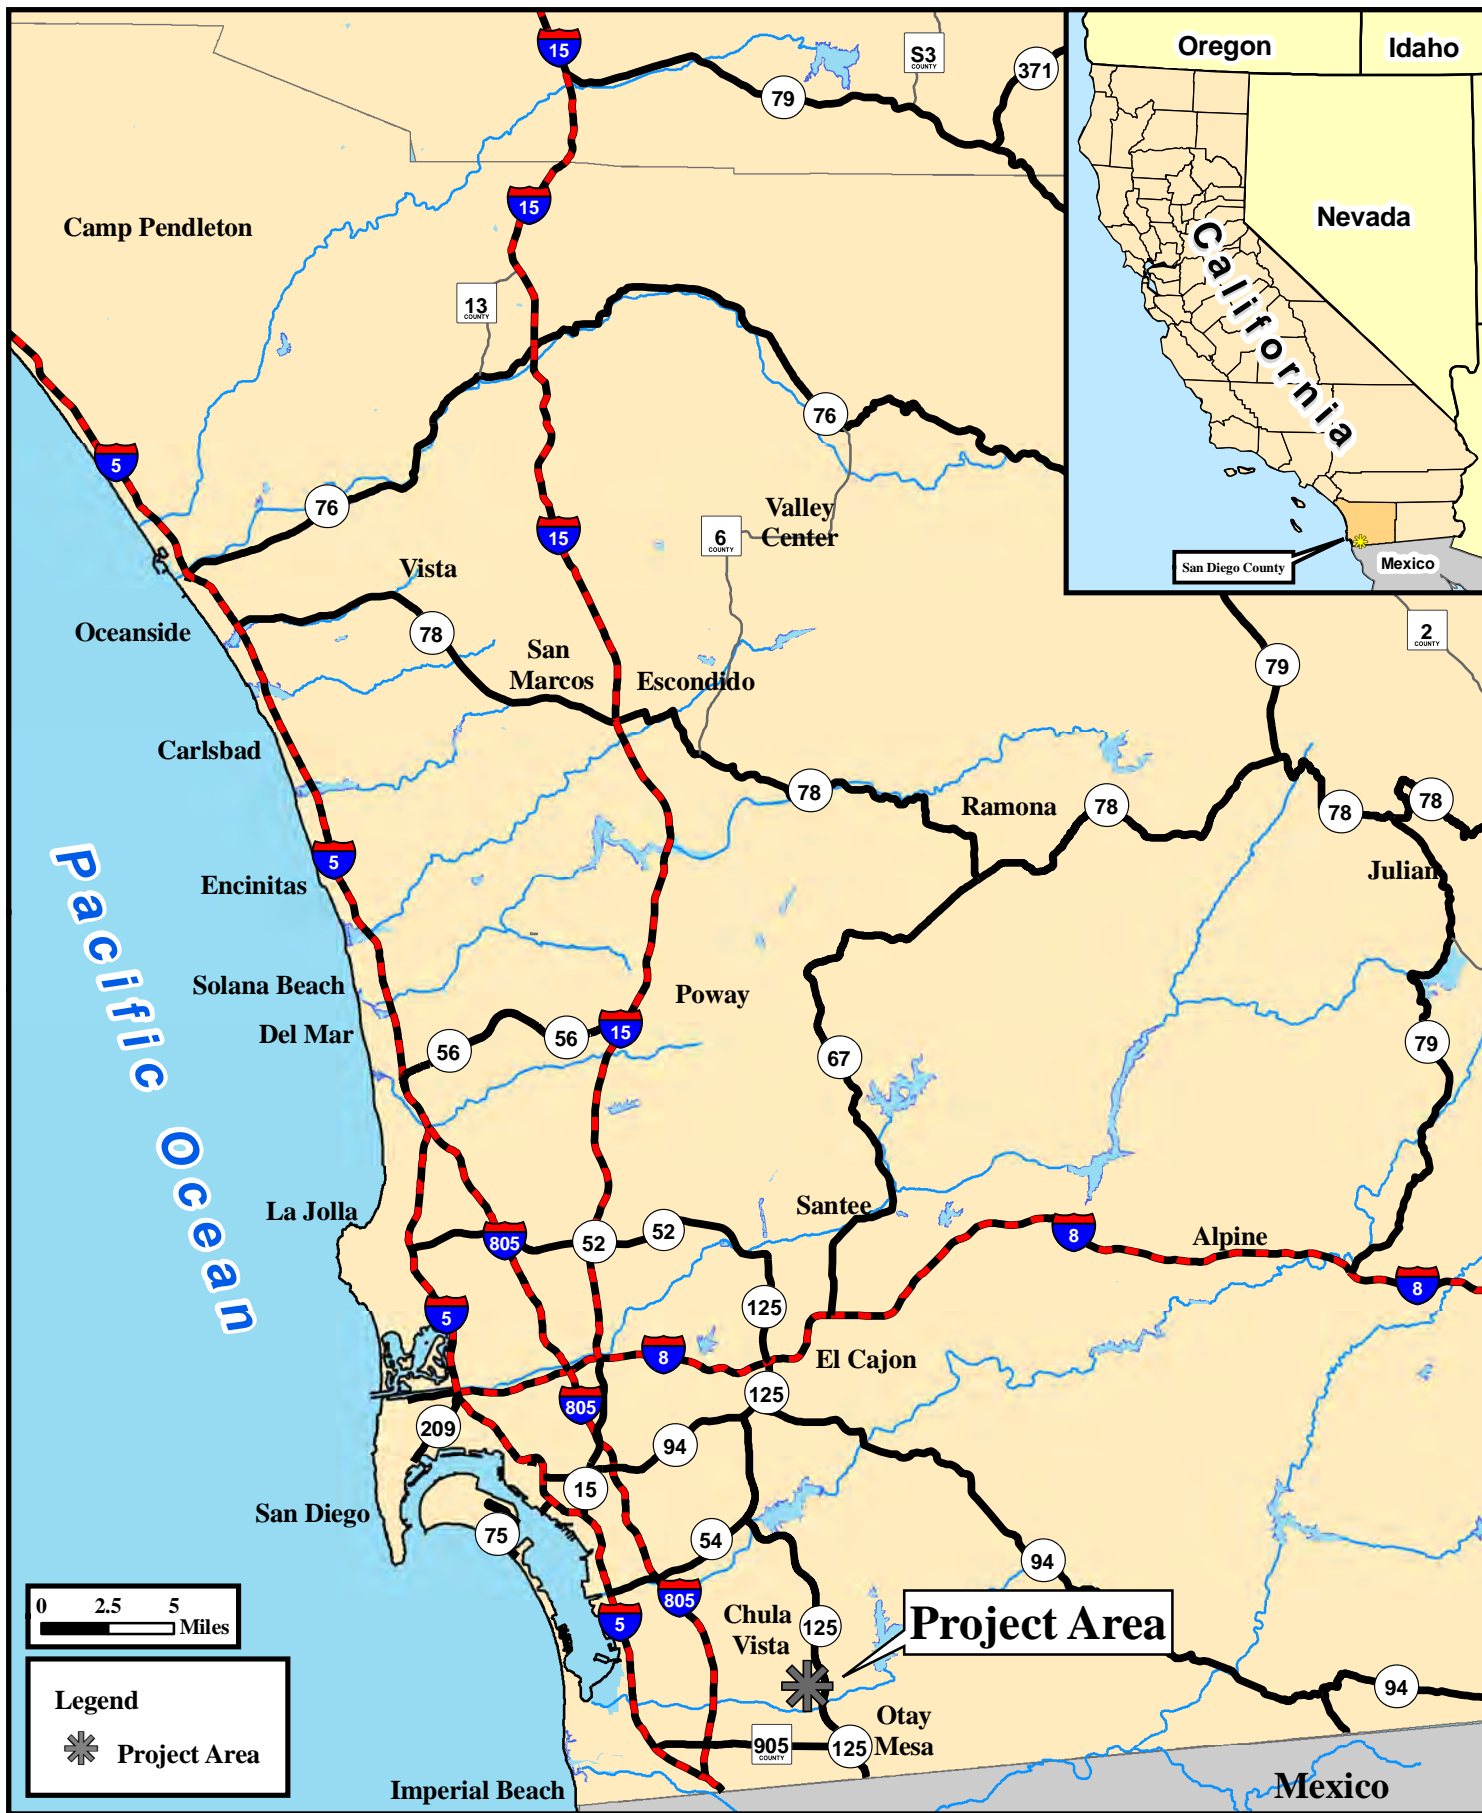 15
79
S3
COUNTY
371
Oregon
Idaho
Nevada
California
San Diego County
Mexico
15
Camp Pendleton
13
COUNTY
76
5
76
15
Valley
Center
6
COUNTY
Vista
78
Oceanside
San
Marcos
Escondido
2
COUNTY
79
Carlsbad
78
Ramona
78
78
78
Julian
5
Encinitas
Pacific Ocean
Solana Beach
Poway
Del Mar
56
56
15
67
79
La Jolla
805
52
52
Santee
8
Alpine
8
5
125
8
El Cajon
125
805
209
94
15
San Diego
75
54
94
0 2.5 5
Miles
805
5
Chula
Vista
125
Project Area
Legend
Project Area
94
Otay
Mesa
905
COUNTY
125
Imperial Beach
Mexico